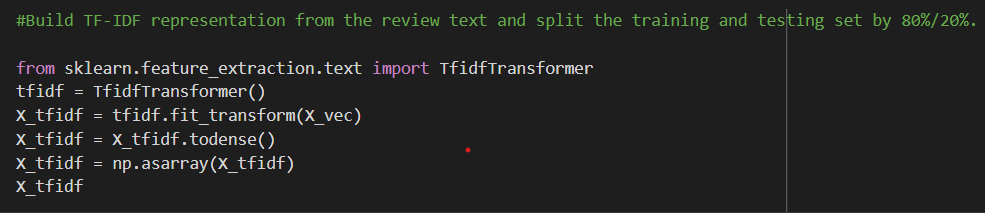 #Build TF-IDF representation from the review text and split the training and testing set by 80%/20%.
from sklearn.feature_extraction.text import TfidfTransformer
tfidf = TfidfTransformer()
X_tfidf = tfidf.fit_transform(X_vec)
X_tfidf = X_tfidf.todense()
X_tfidf = np.asarray(X_tfidf)
X_tfidf